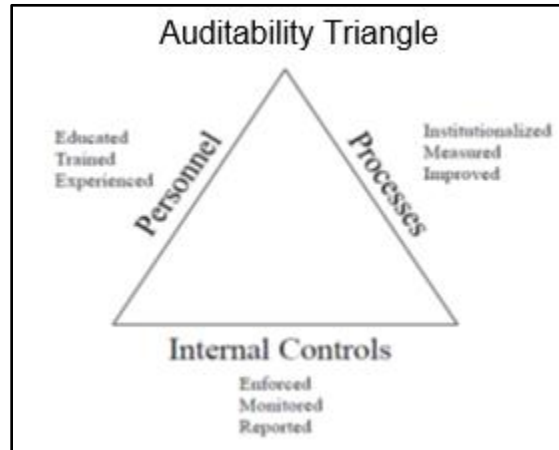 Auditability Triangle
Educated
Trained
Experienced
Personnel
Processes
Institutionalized
Measured
Improved
Internal Controls
Enforced
Monitored
Reported